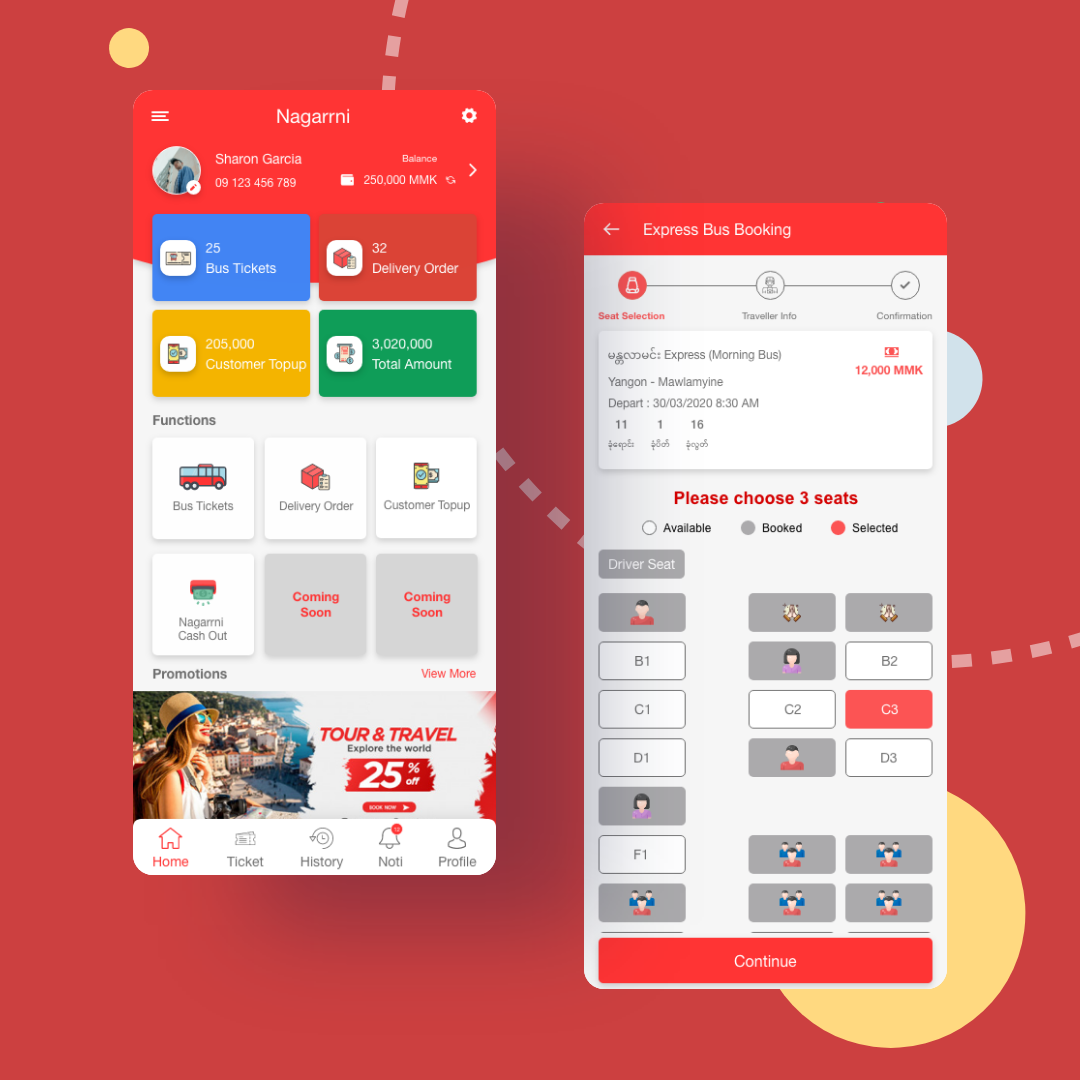 Nagarrni
Sharon Garcia
Balance
09 123 456 789
250,000 MMK
25
Bus Tickets
32
Delivery Order
205,000
Customer Topup
3,020,000
Total Amount
Functions
Bus Tickets
Delivery Order
Customer Topup
Nagarrni
Cash Out
Coming
Soon
Coming
Soon
Promotions
View More
TOUR & TRAVEL
Explore the world
25% off
BOOK NOW
Home
Ticket
History
Noti
Profile
Express Bus Booking
Seat Selection
Traveller Info
Confirmation
မန္တလာမင်း Express (Morning Bus)
12,000 MMK
Yangon - Mawlamyine
Depart : 30/03/2020 8:30 AM
11 1 16
ခုံရောင်း ခုံပိတ် ခုံလွတ်
Please choose 3 seats
Available
Booked
Selected
Driver Seat
B1
B2
C1
C2
C3
D1
D3
F1
Continue